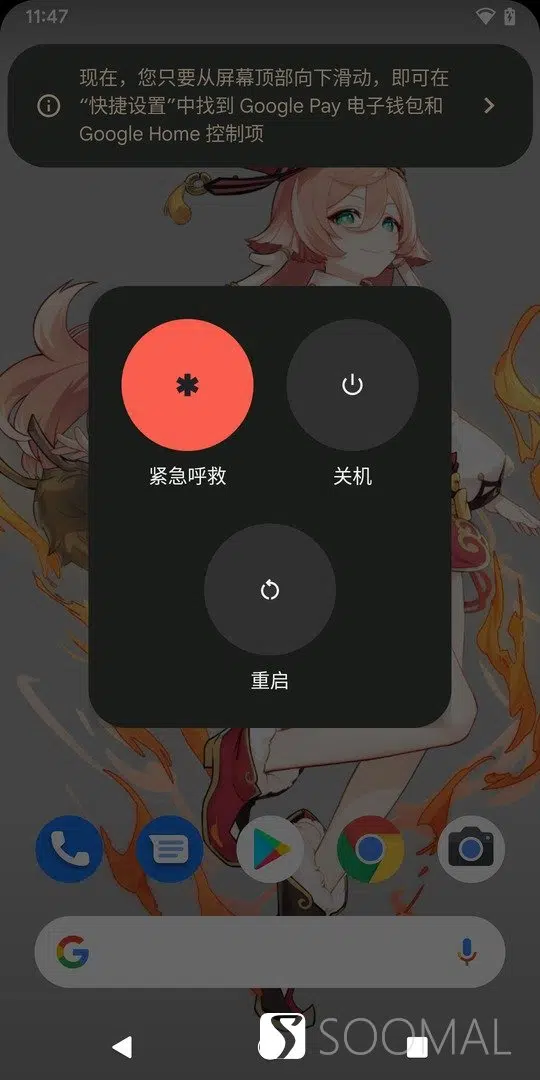 11:47
现在，您只要从屏幕顶部向下滑动，即可在
“快捷设置”中找到 Google Pay 电子钱包和
Google Home 控制项
紧急呼救
关机
重启
SOOMAL